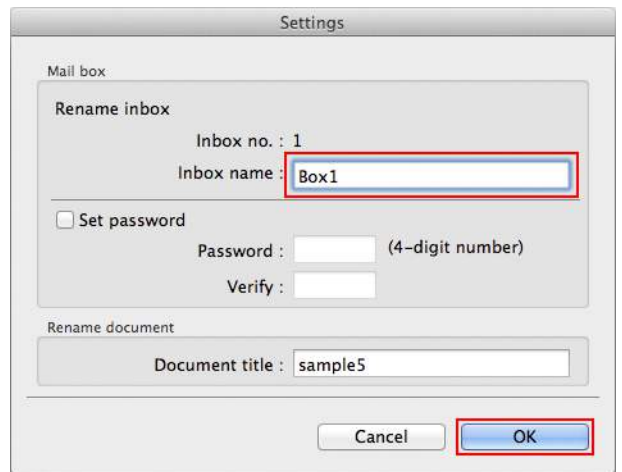 Settings
Mail box
Rename inbox
Inbox no. : 1
Inbox name : Box1
Set password
Password : (4-digit number)
Verify :
Rename document
Document title : sample5
Cancel OK